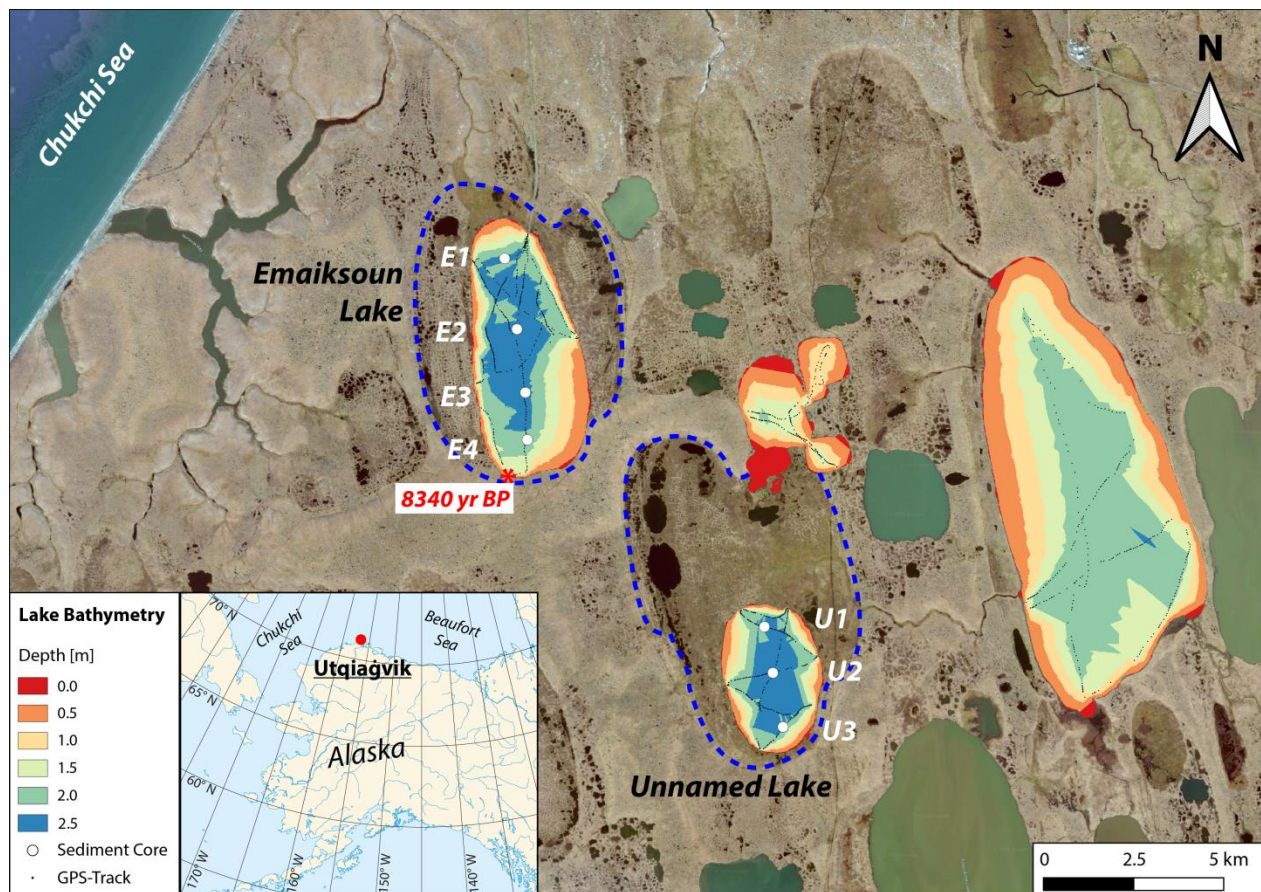 Chukchi Sea
N
Emaiksoun
Lake
E1
E2
E3
E4
*
8340 yr BP
U1
U2
U3
Unnamed Lake
Lake Bathymetry
Depth [m]
0.0
0.5
1.0
1.5
2.0
2.5
Sediment Core
GPS-Track
70° N
65° N
60° N
170° W
160° W
150° W
140° W
Chukchi
Sea
Beaufort
Sea
Utqiaġvik
Alaska
0 2.5 5 km